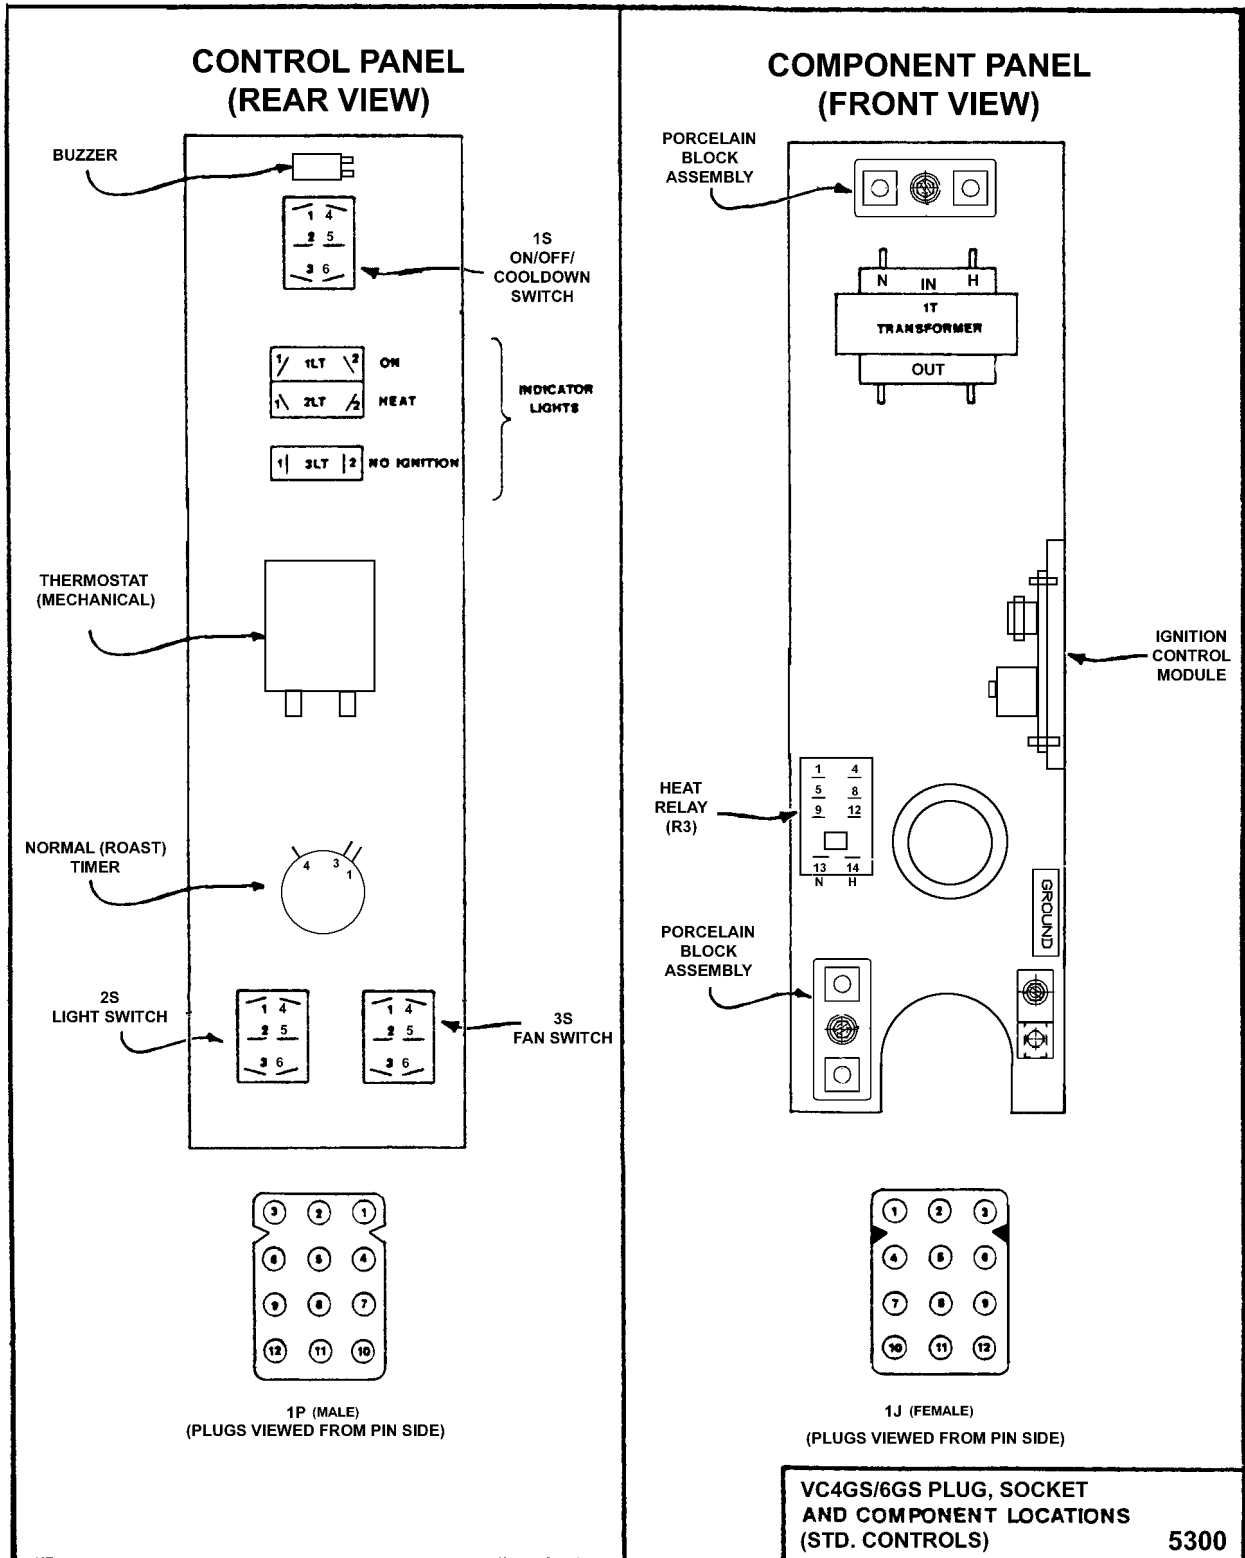 CONTROL PANEL
(REAR VIEW)
BUZZER
1 4
2 5
3 6
1S
ON/OFF/
COOLDOWN
SWITCH
1 1LT 2 ON
1 2LT 2 HEAT
1 3LT 2 NO IGNITION
INDICATOR
LIGHTS
THERMOSTAT
(MECHANICAL)
NORMAL (ROAST)
TIMER
4 3
1
2S
LIGHT SWITCH
1 4
2 5
3 6
1 4
2 5
3 6
3S
FAN SWITCH
3 2 1
6 5 4
9 8 7
12 11 10
1P (MALE)
(PLUGS VIEWED FROM PIN SIDE)
COMPONENT PANEL
(FRONT VIEW)
PORCELAIN
BLOCK
ASSEMBLY
N IN H
1T
TRANSFORMER
OUT
IGNITION
CONTROL
MODULE
HEAT
RELAY
(R3)
1 4
5 8
9 12
13 14
N H
GROUND
PORCELAIN
BLOCK
ASSEMBLY
1 2 3
4 5 6
7 8 9
10 11 12
1J (FEMALE)
(PLUGS VIEWED FROM PIN SIDE)
VC4GS/6GS PLUG, SOCKET
AND COMPONENT LOCATIONS
(STD. CONTROLS) 5300